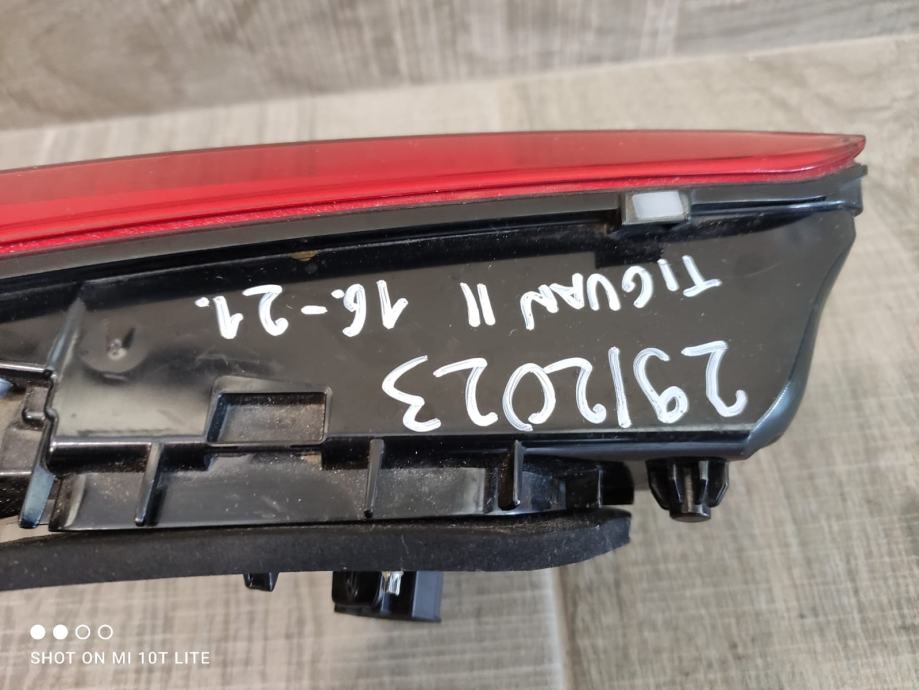 29/2023
TIGUAN II 16.-21.
SHOT ON MI 10T LITE